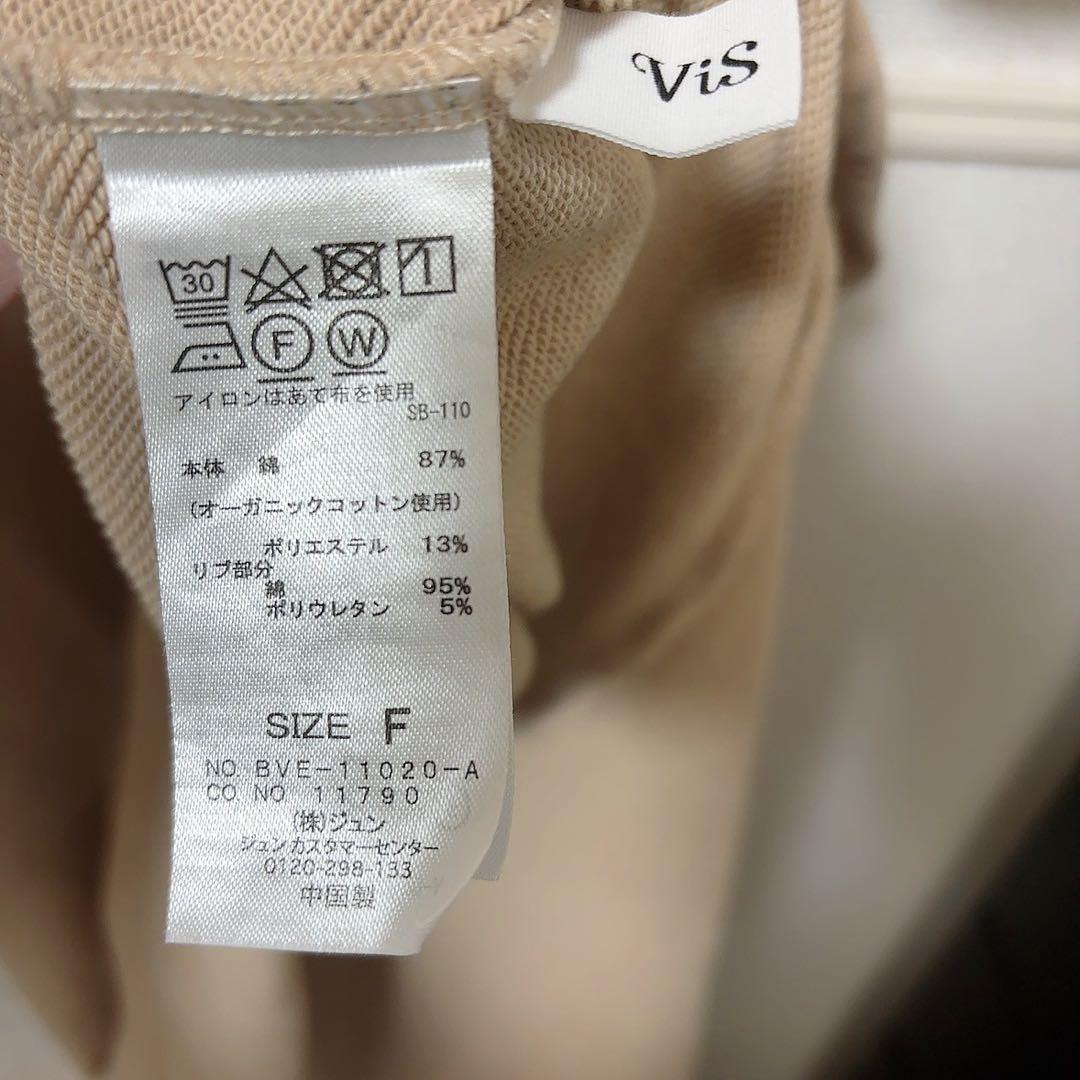 ViS
30
F W
アイロンはあて布を使用
SB-110
本体 綿 87%
(オーガニックコットン使用)
ポリエステル 13%
リブ部分
綿 95%
ポリウレタン 5%
SIZE F
NO. BVE-11020-A
CO. NO 11790
(株)ジュン
ジュンカスタマーセンター
0120-298-133
中国製